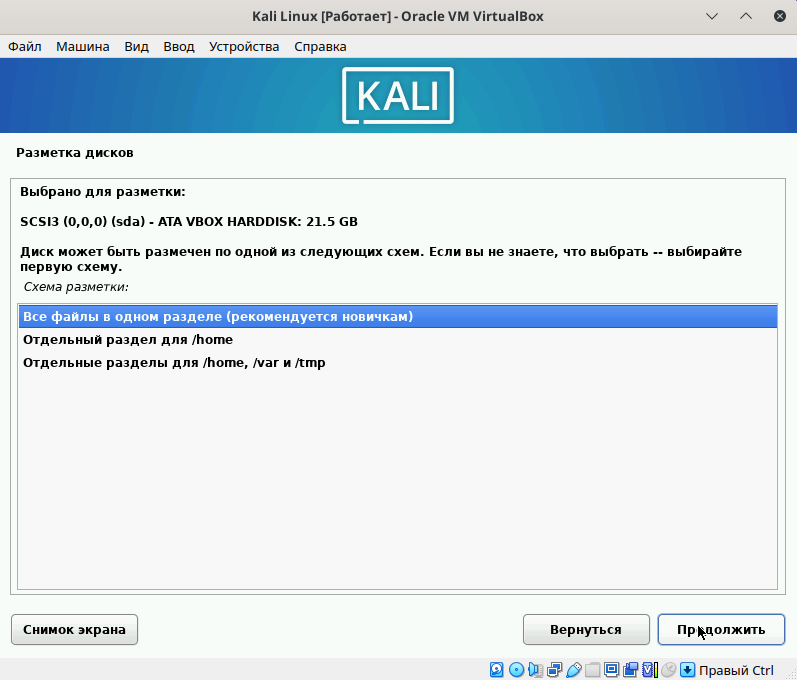 Kali Linux [Работает] - Oracle VM VirtualBox
Файл Машина Вид Ввод Устройства Справка
KALI
Разметка дисков
Выбрано для разметки:
SCSI3 (0,0,0) (sda) - ATA VBOX HARDDISK: 21.5 GB
Диск может быть размечен по одной из следующих схем. Если вы не знаете, что выбрать -- выбирайте
первую схему.
Схема разметки:
Все файлы в одном разделе (рекомендуется новичкам)
Отдельный раздел для /home
Отдельные разделы для /home, /var и /tmp
Снимок экрана Вернуться Продолжить
Правый Ctrl